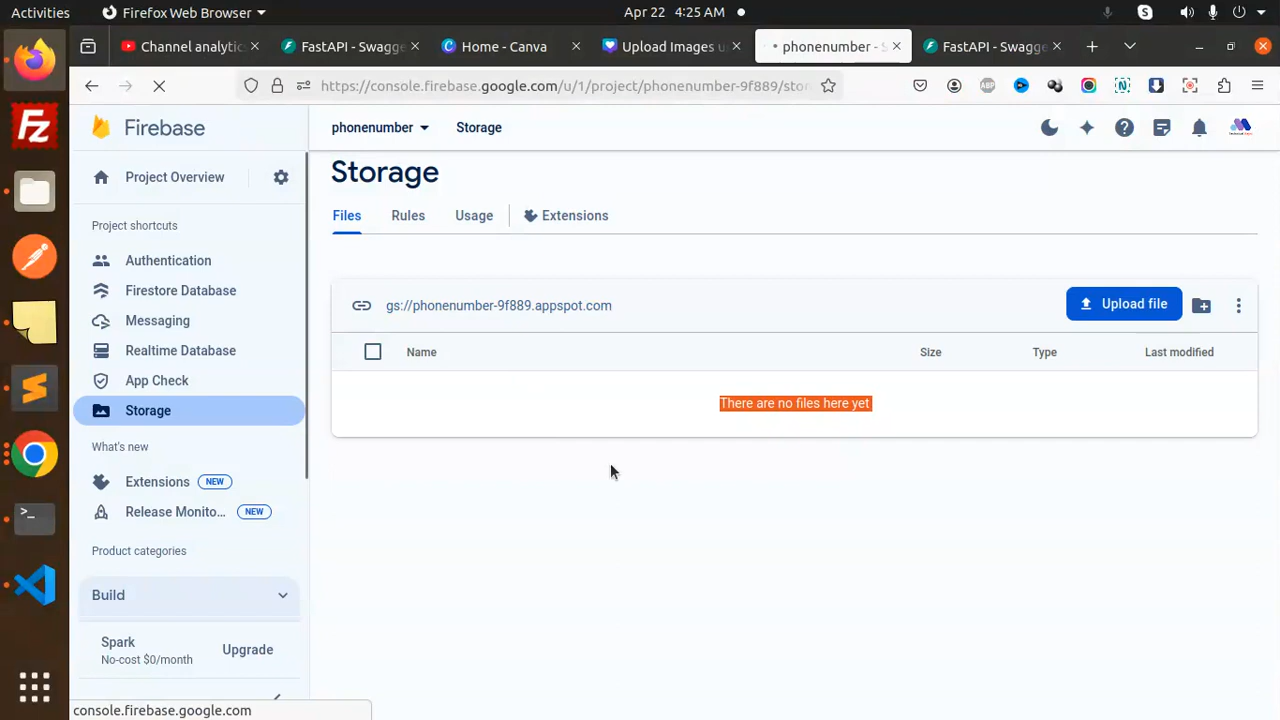 Activities
Firefox Web Browser
Apr 22 4:25 AM
Channel analytic
FastAPI - Swagge
Home - Canva
Upload Images u
phonenumber - S
FastAPI - Swagge
https://console.firebase.google.com/u/1/project/phonenumber-9f889/stor
Firebase
phonenumber
Storage
Project Overview
Storage
Files
Rules
Usage
Extensions
Project shortcuts
Authentication
Firestore Database
Messaging
Realtime Database
App Check
Storage
gs://phonenumber-9f889.appspot.com
Upload file
Name
Size
Type
Last modified
There are no files here yet
What's new
Extensions
NEW
Release Monito...
NEW
Product categories
Build
Spark
No-cost $0/month
Upgrade
console.firebase.google.com